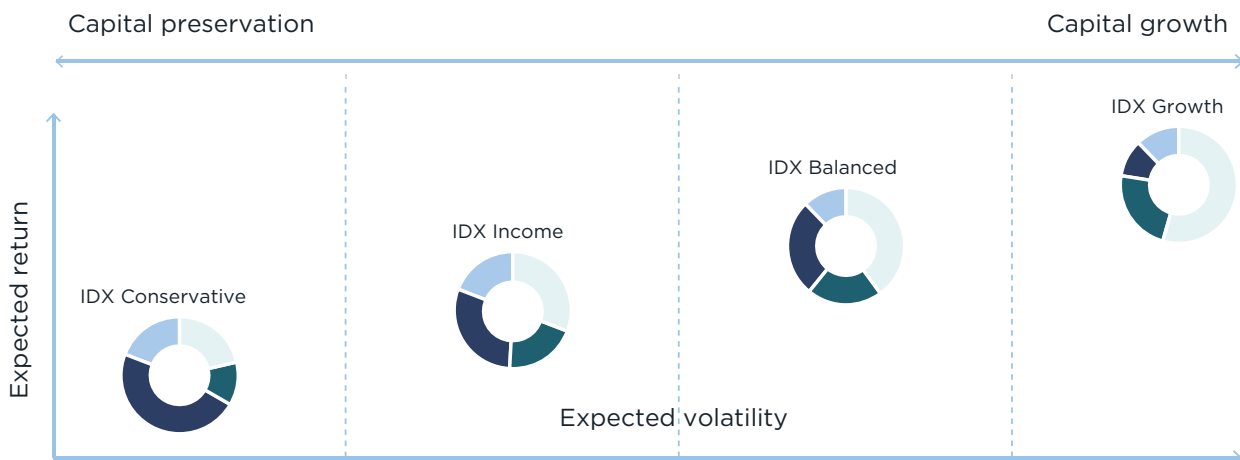 Capital preservation
Capital growth
IDX Growth
IDX Balanced
IDX Income
IDX Conservative
Expected return
Expected volatility